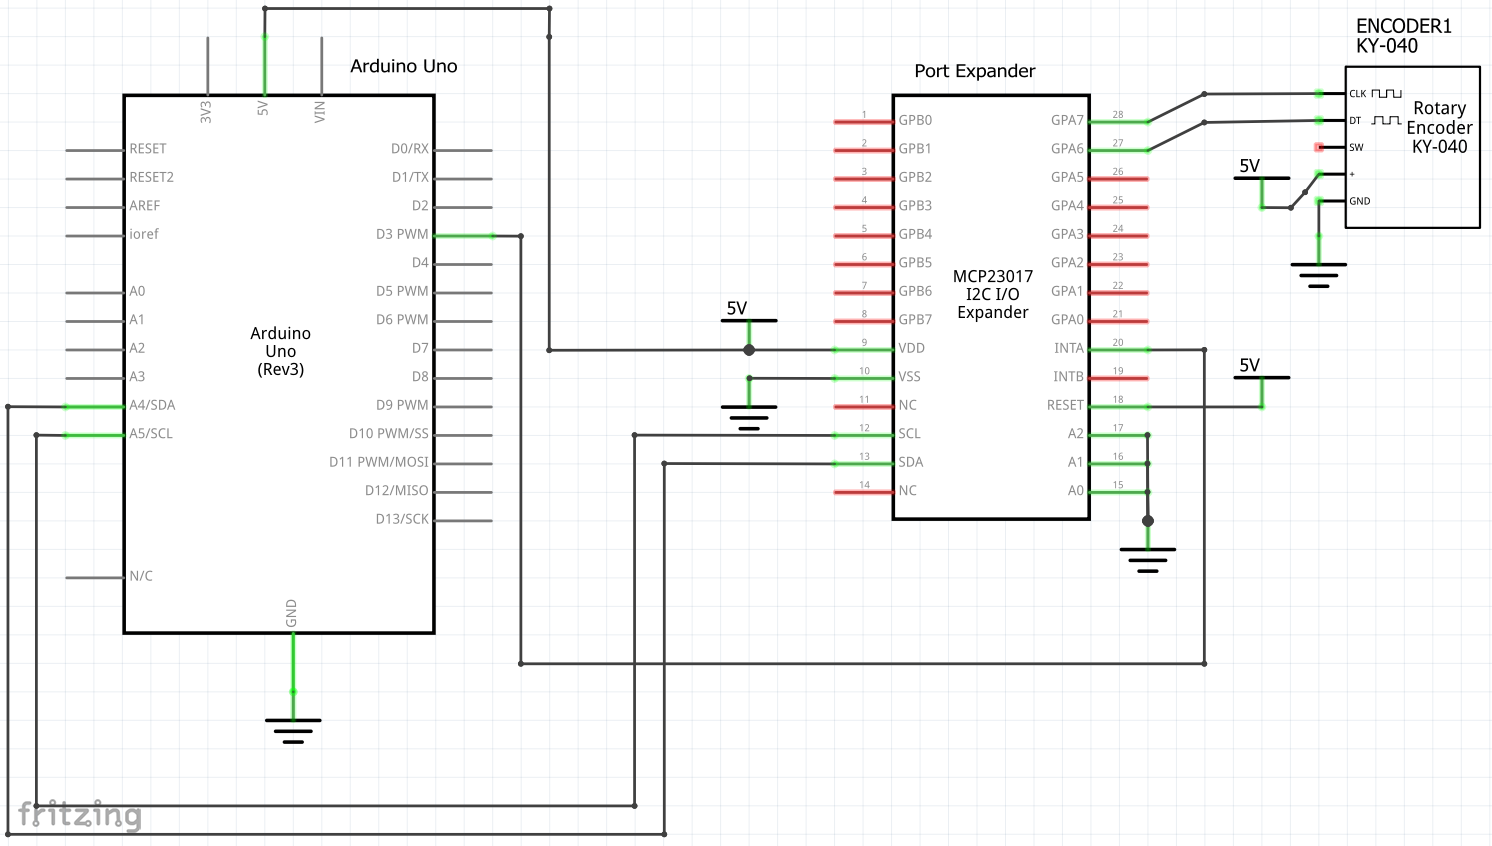 ENCODER1
KY-040
Arduino Uno
Port Expander
3V3
5V
VIN
RESET
RESET2
AREF
ioref
A0
A1
A2
A3
A4/SDA
A5/SCL
N/C
GND
D0/RX
D1/TX
D2
D3 PWM
D4
D5 PWM
D6 PWM
D7
D8
D9 PWM
D10 PWM/SS
D11 PWM/MOSI
D12/MISO
D13/SCK
Arduino
Uno
(Rev3)
5V
1 GPB0
2 GPB1
3 GPB2
4 GPB3
5 GPB4
6 GPB5
7 GPB6
8 GPB7
9 VDD
10 VSS
11 NC
12 SCL
13 SDA
14 NC
MCP23017
I2C I/O
Expander
GPA7 28
GPA6 27
GPA5 26
GPA4 25
GPA3 24
GPA2 23
GPA1 22
GPA0 21
INTA 20
INTB 19
RESET 18
A2 17
A1 16
A0 15
5V
5V
CLK
DT
SW
+
GND
Rotary
Encoder
KY-040
fritzing